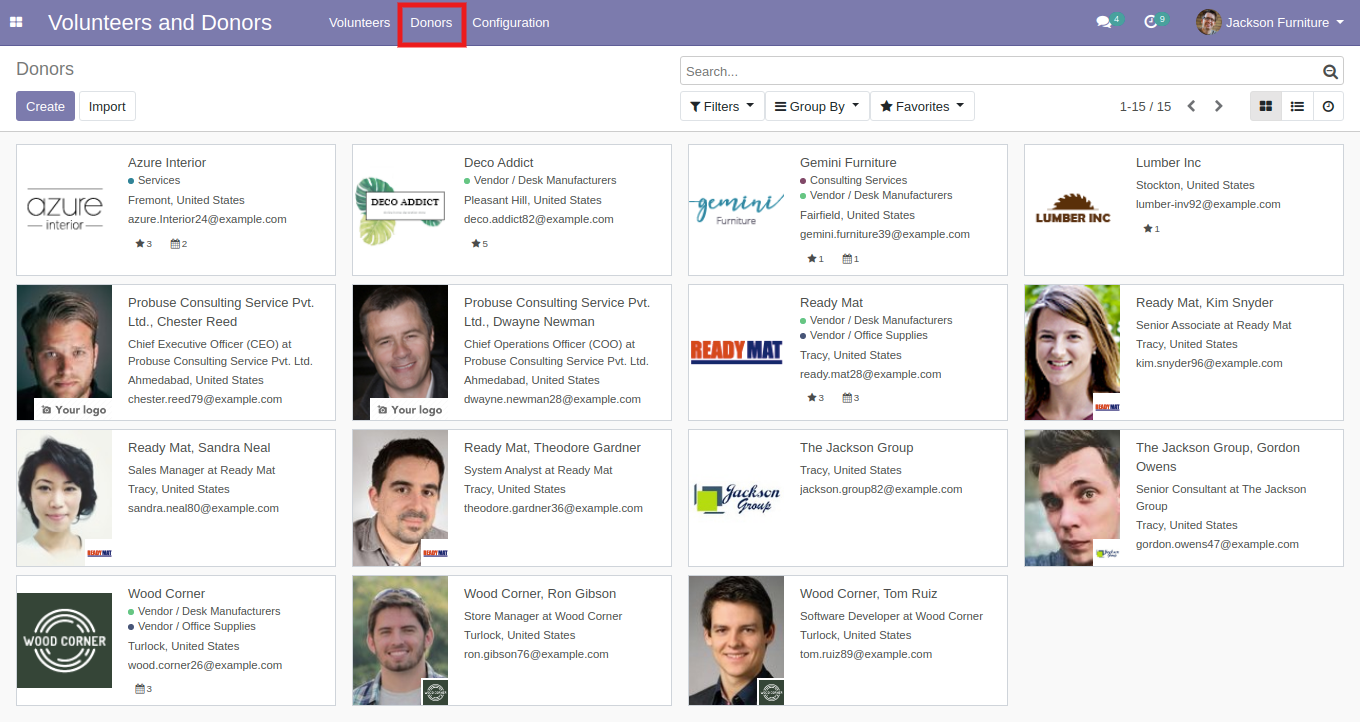 Volunteers and Donors
Volunteers
Donors
Configuration
4
9
Jackson Furniture
Donors
Search...
Create
Import
Filters
Group By
Favorites
1-15 / 15
azure
interior
Azure Interior
Services
Fremont, United States
azure.Interior24@example.com
3
2
DECO ADDICT
Deco Addict
Vendor / Desk Manufacturers
Pleasant Hill, United States
deco.addict82@example.com
5
gemini
Furniture
Gemini Furniture
Consulting Services
Vendor / Desk Manufacturers
Fairfield, United States
gemini.furniture39@example.com
1
1
LUMBER INC
Lumber Inc
Stockton, United States
lumber-inv92@example.com
1
Your logo
Probuse Consulting Service Pvt.
Ltd., Chester Reed
Chief Executive Officer (CEO) at
Probuse Consulting Service Pvt. Ltd.
Ahmedabad, United States
chester.reed79@example.com
Your logo
Probuse Consulting Service Pvt.
Ltd., Dwayne Newman
Chief Operations Officer (COO) at
Probuse Consulting Service Pvt. Ltd.
Ahmedabad, United States
dwayne.newman28@example.com
READY MAT
Ready Mat
Vendor / Desk Manufacturers
Vendor / Office Supplies
Tracy, United States
ready.mat28@example.com
3
3
READY MAT
Ready Mat, Kim Snyder
Senior Associate at Ready Mat
Tracy, United States
kim.snyder96@example.com
READY MAT
Ready Mat, Sandra Neal
Sales Manager at Ready Mat
Tracy, United States
sandra.neal80@example.com
READY MAT
Ready Mat, Theodore Gardner
System Analyst at Ready Mat
Tracy, United States
theodore.gardner36@example.com
Jackson
Group
The Jackson Group
Tracy, United States
jackson.group82@example.com
Jackson
Group
The Jackson Group, Gordon
Owens
Senior Consultant at The Jackson
Group
Tracy, United States
gordon.owens47@example.com
WOOD CORNER
Wood Corner
Vendor / Desk Manufacturers
Vendor / Office Supplies
Turlock, United States
wood.corner26@example.com
3
WOOD CORNER
Wood Corner, Ron Gibson
Store Manager at Wood Corner
Turlock, United States
ron.gibson76@example.com
WOOD CORNER
Wood Corner, Tom Ruiz
Software Developer at Wood Corner
Turlock, United States
tom.ruiz89@example.com